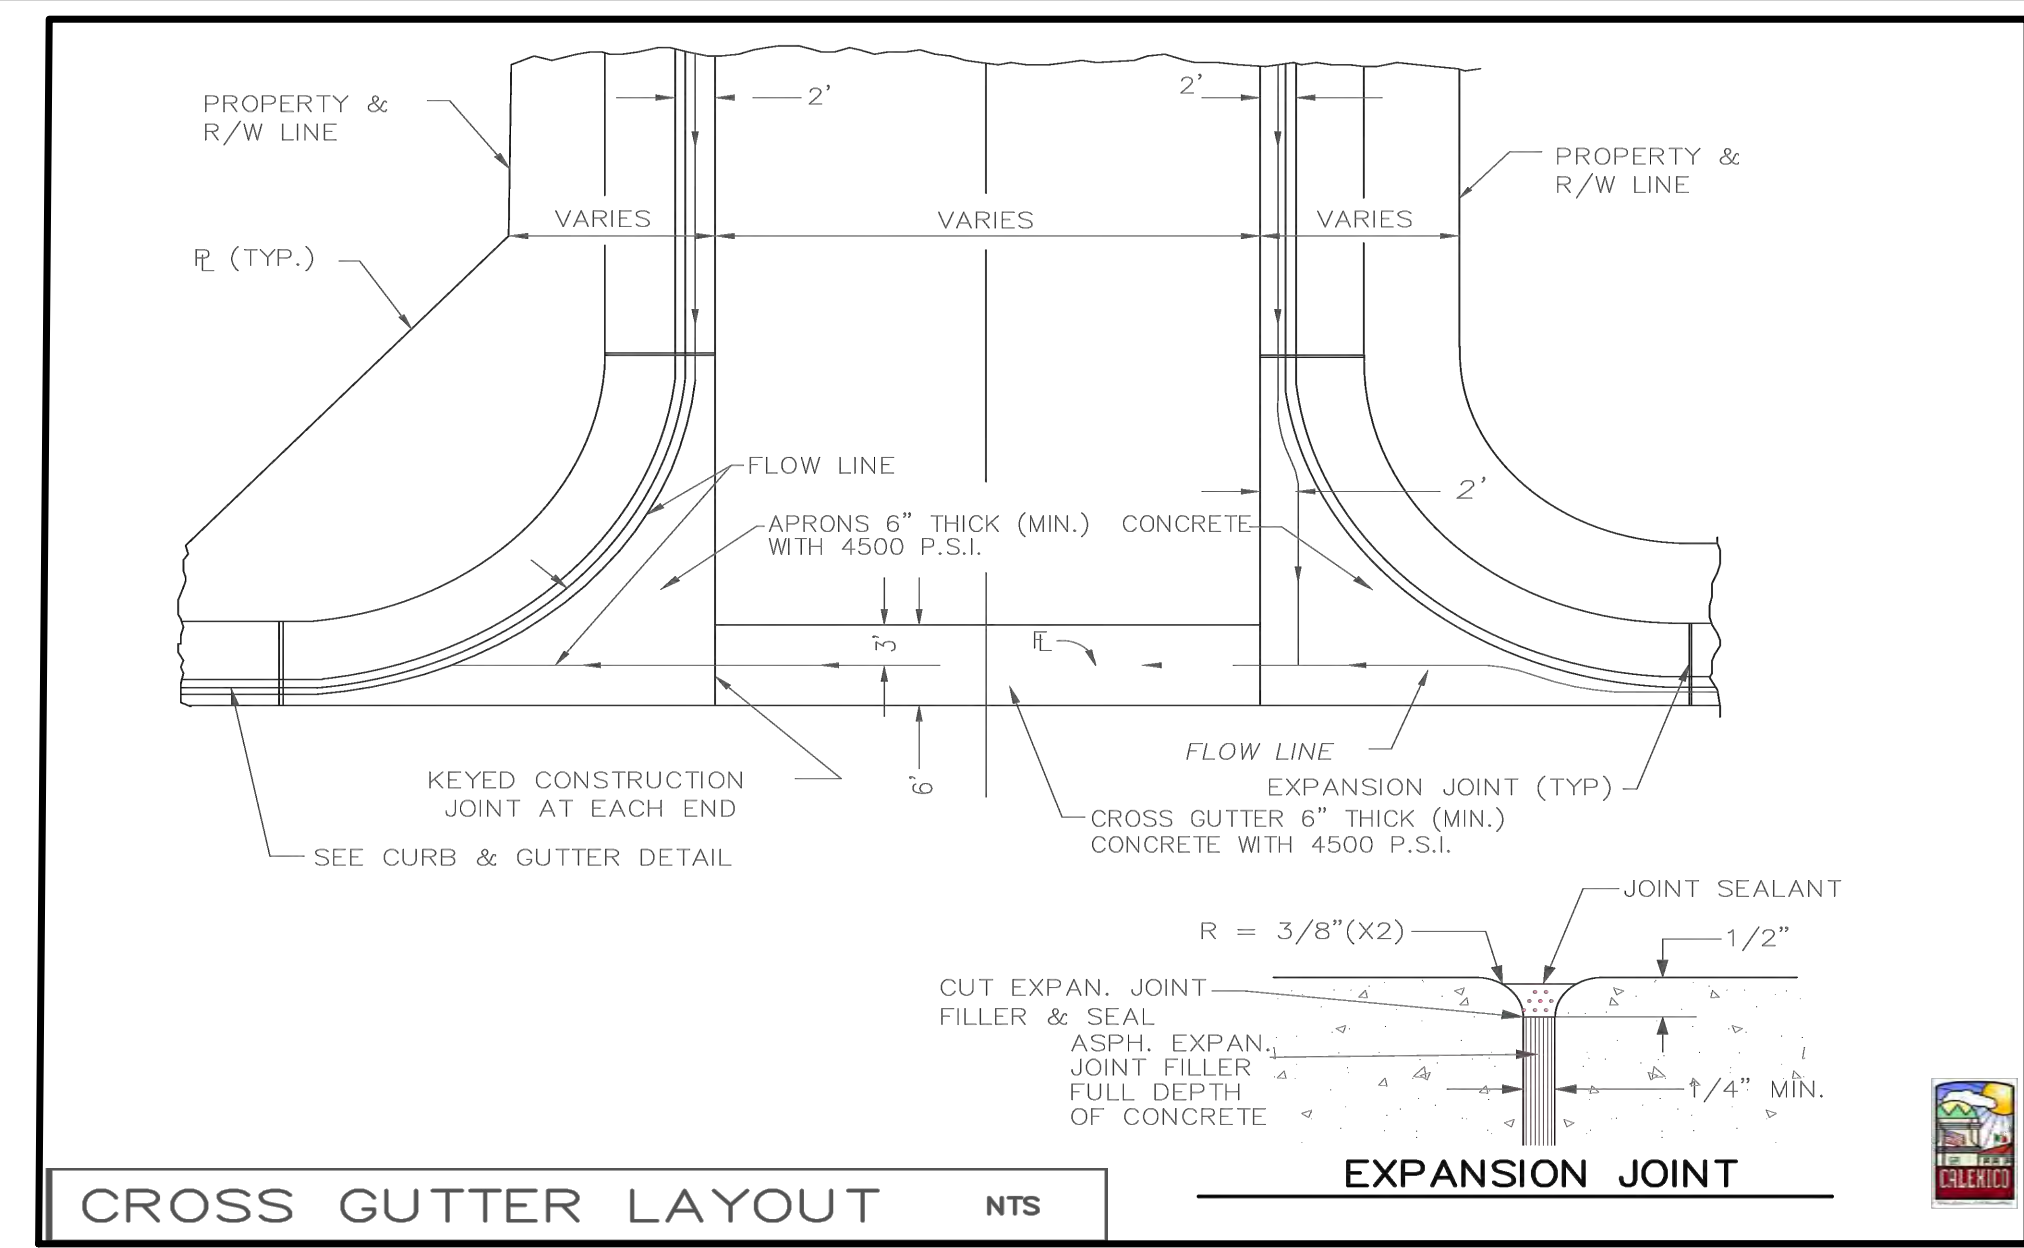 2' 2'
PROPERTY &
R/W LINE
PROPERTY &
R/W LINE
VARIES VARIES VARIES
PL (TYP.)
FLOW LINE
2'
APRONS 6" THICK (MIN.) CONCRETE
WITH 4500 P.S.I.
3'
FL
FLOW LINE
KEYED CONSTRUCTION
JOINT AT EACH END
6'
EXPANSION JOINT (TYP)
CROSS GUTTER 6" THICK (MIN.)
CONCRETE WITH 4500 P.S.I.
SEE CURB & GUTTER DETAIL
JOINT SEALANT
R = 3/8"(X2)
1/2"
CUT EXPAN. JOINT
FILLER & SEAL
ASPH. EXPAN.
JOINT FILLER
FULL DEPTH
OF CONCRETE
1/4" MIN.
EXPANSION JOINT
CALEXICO
CROSS GUTTER LAYOUT NTS